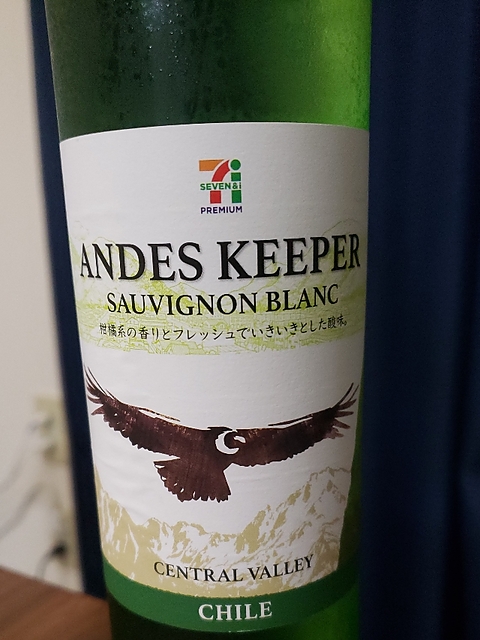 SEVEN&i
PREMIUM
ANDES KEEPER
SAUVIGNON BLANC
柑橘系の香りとフレッシュでいきいきとした酸味。
CENTRAL VALLEY
CHILE